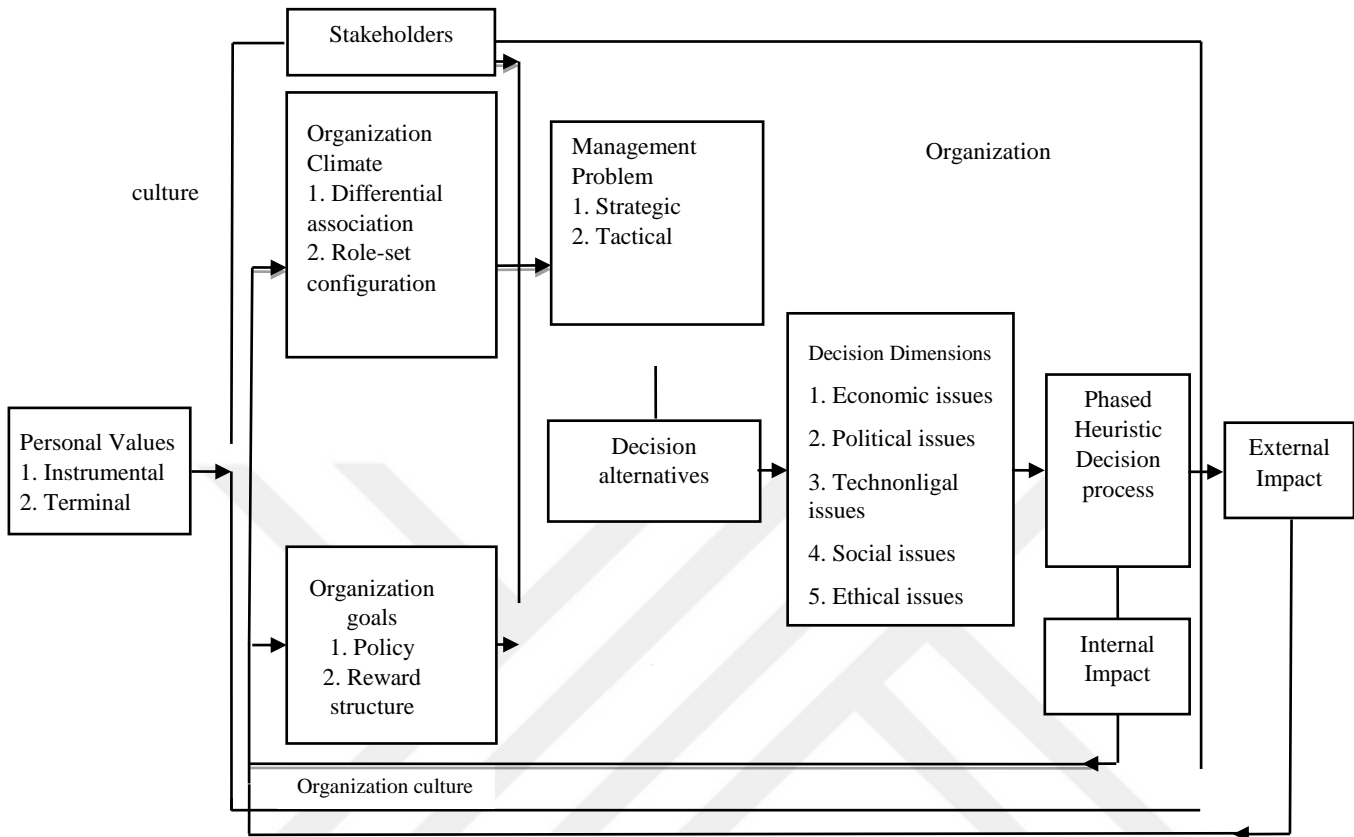 Stakeholders
Organization
Climate
1. Differential
association
2. Role-set
configuration
Management
Problem
1. Strategic
2. Tactical
Organization
culture
Decision Dimensions
1. Economic issues
2. Political issues
3. Technonligal
issues
4. Social issues
5. Ethical issues
Phased
Heuristic
Decision
process
Personal Values
1. Instrumental
2. Terminal
Decision
alternatives
External
Impact
Organization
goals
1. Policy
2. Reward
structure
Internal
Impact
Organization culture